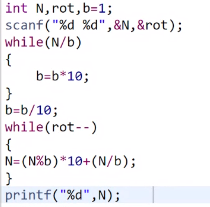 int N,rot,b=1;
scanf("%d %d",&N,&rot);
while(N/b)
{
b=b*10;
}
b=b/10;
while(rot--)
{
N=(N%b)*10+(N/b);
}
printf("%d",N);